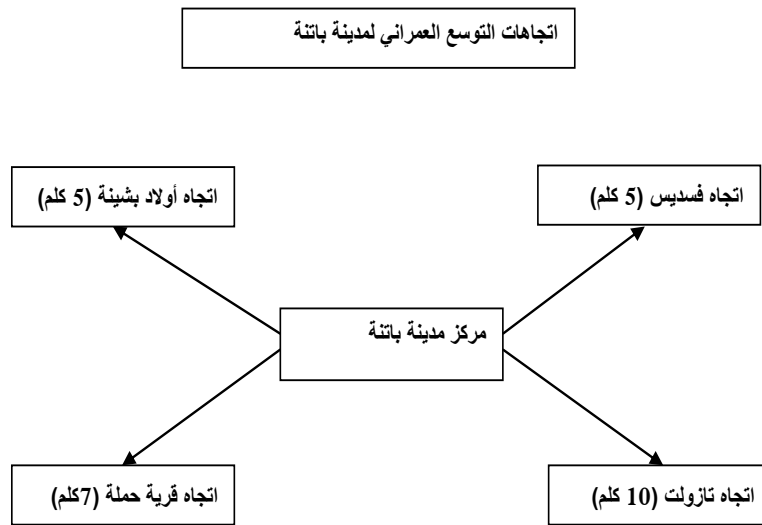 اتجاهات التوسع العمراني لمدينة باتنة
اتجاه فسديس (5 كلم)
اتجاه أولاد بشينة (5 كلم)
مركز مدينة باتنة
اتجاه تازولت (10 كلم)
اتجاه قرية حملة (7كلم)